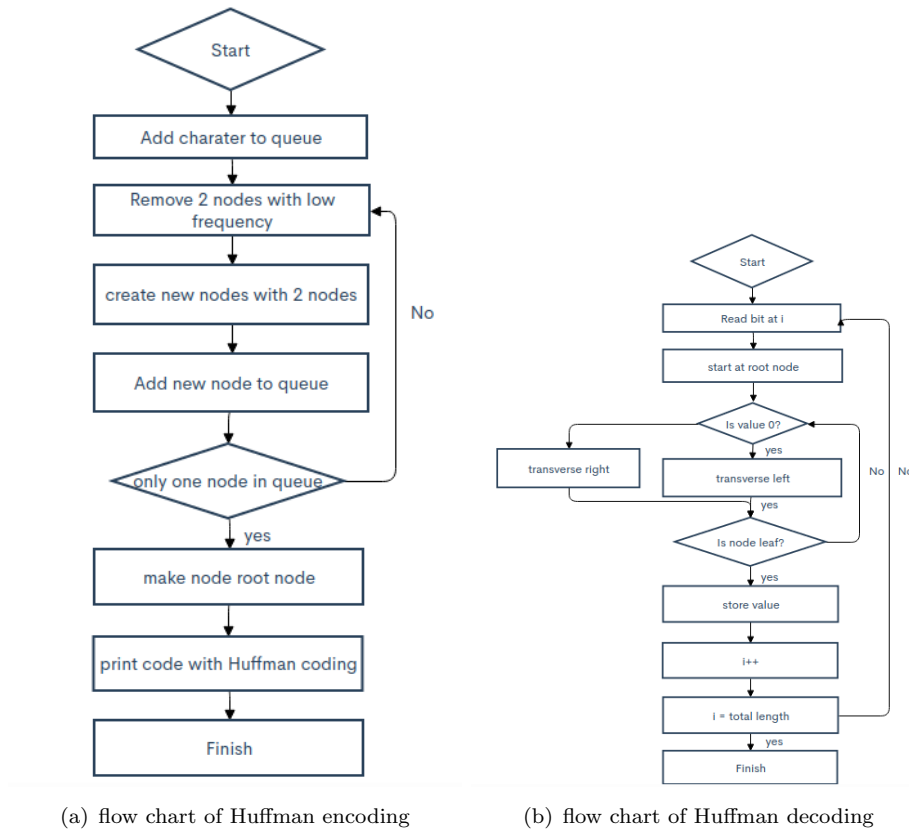 Start
Add charater to queue
Remove 2 nodes with low
frequency
create new nodes with 2 nodes
No
Add new node to queue
only one node in queue
yes
make node root node
print code with Huffman coding
Finish
(a) flow chart of Huffman encoding
Start
Read bit at i
start at root node
Is value 0?
yes
transverse right
transverse left
No
No
yes
Is node leaf?
yes
store value
i++
i = total length
yes
Finish
(b) flow chart of Huffman decoding